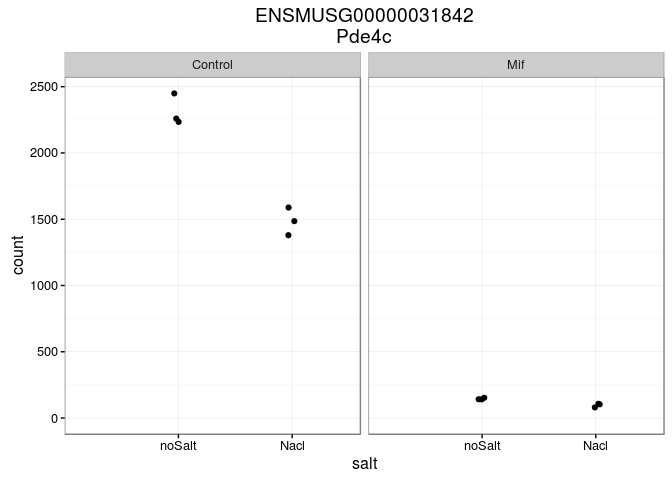 ENSMUSG00000031842
Pde4c
Control
Mif
2500
2000
1500
1000
500
0
count
noSalt
Nacl
noSalt
Nacl
salt